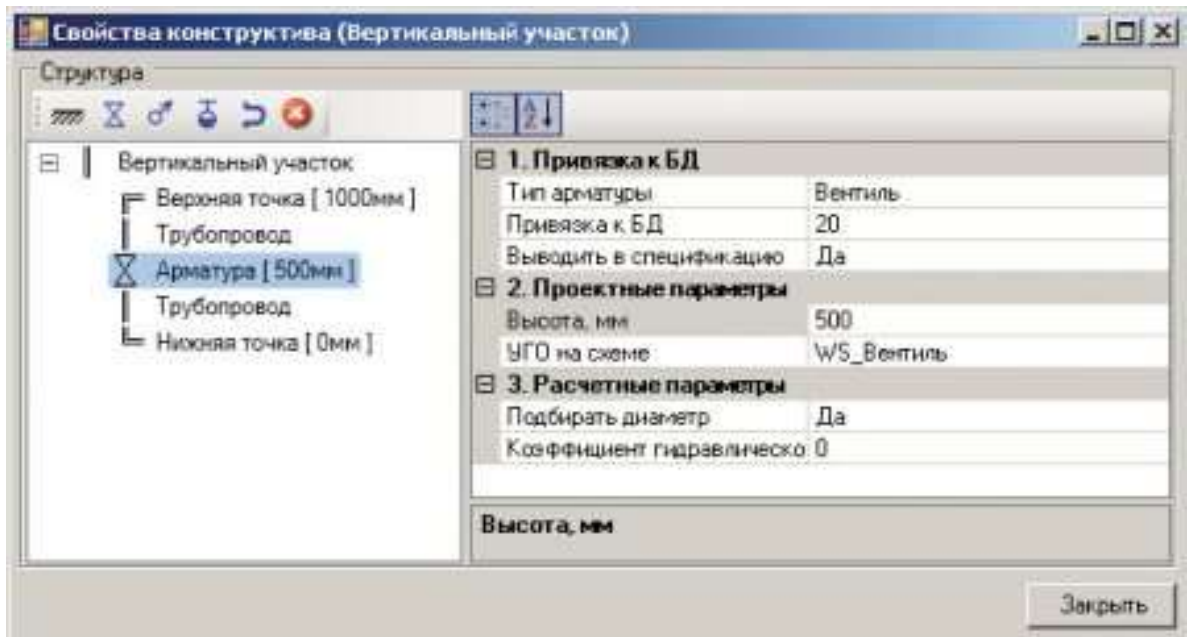 Свойства конструктива (Вертикальный участок)
Структура
Вертикальный участок
Верхняя точка [ 1000мм ]
Трубопровод
Арматура [ 500мм ]
Трубопровод
Нижняя точка [ 0мм ]
1. Привязка к БД
Тип арматуры Вентиль
Привязка к БД 20
Выводить в спецификацию Да
2. Проектные параметры
Высота, мм 500
УГО на схеме WS_Вентиль
3. Расчетные параметры
Подбирать диаметр Да
Коэффициент гидравлическо 0
Высота, мм
Закрыть